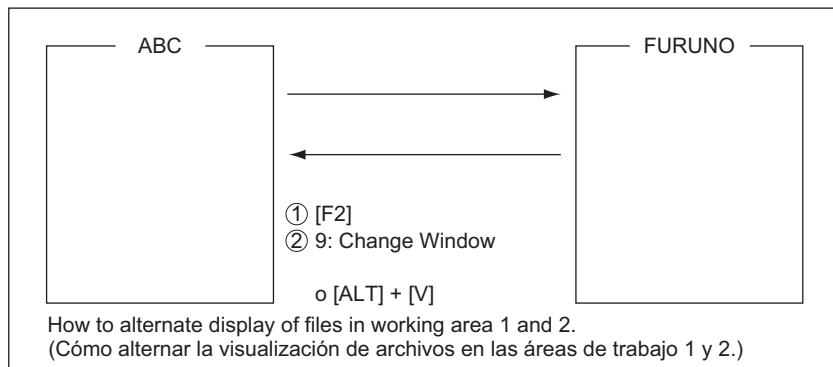 ABC
FURUNO
① [F2]
② 9: Change Window
o [ALT] + [V]
How to alternate display of files in working area 1 and 2.
(Cómo alternar la visualización de archivos en las áreas de trabajo 1 y 2.)